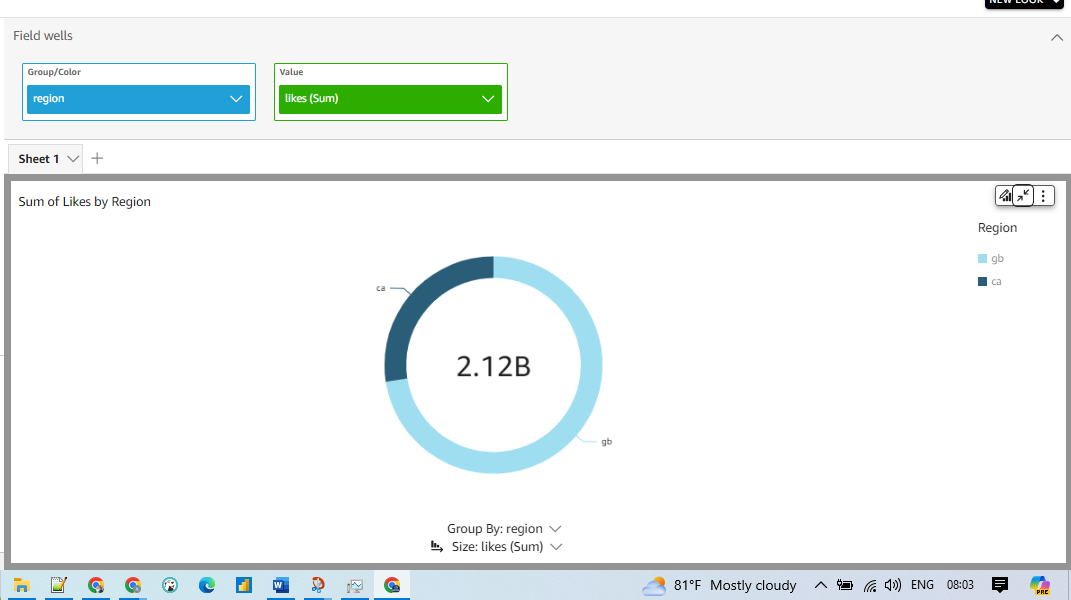 NEW LOOK
Field wells
Group/Color
region
Value
likes (Sum)
Sheet 1
Sum of Likes by Region
Region
gb
ca
ca
2.12B
gb
Group By: region
Size: likes (Sum)
81°F Mostly cloudy
ENG
08:03
PRE